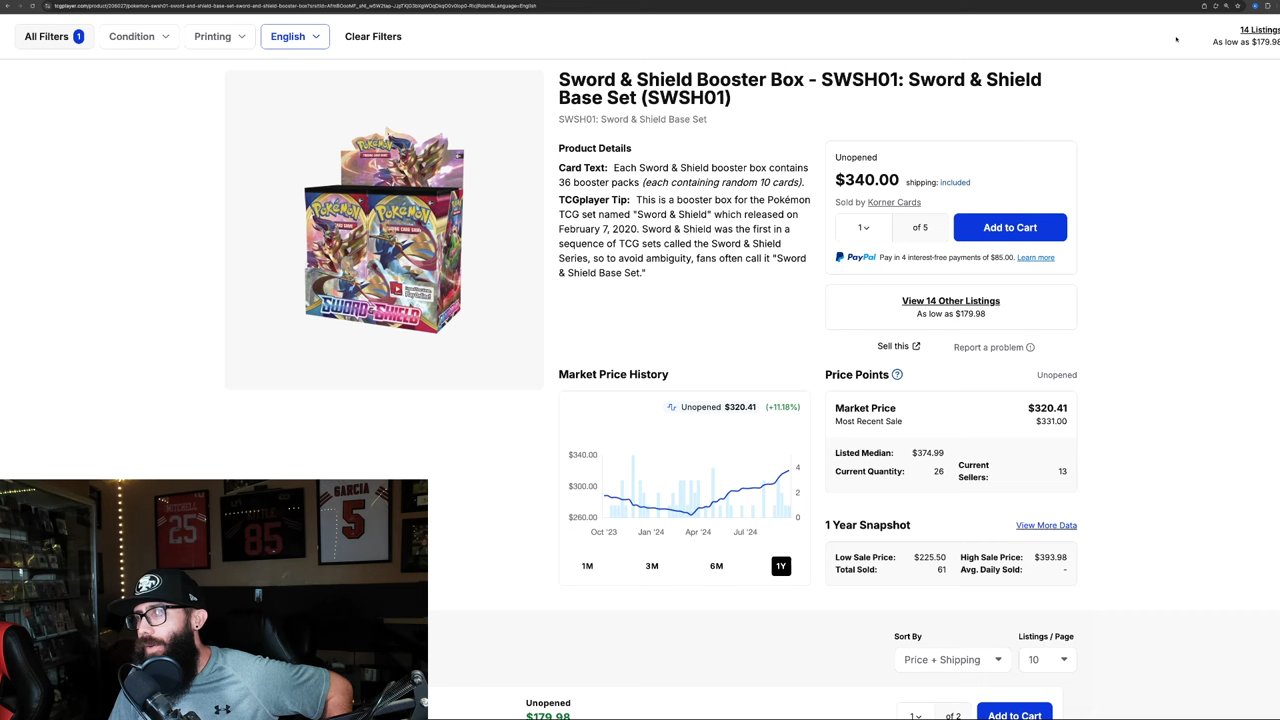 All Filters 1
Condition
Printing
English
Clear Filters
14 Listings
As low as $179.98
Sword & Shield Booster Box - SWSH01: Sword & Shield
Base Set (SWSH01)
SWSH01: Sword & Shield Base Set
Product Details
Card Text: Each Sword & Shield booster box contains
36 booster packs (each containing random 10 cards).
TCGplayer Tip: This is a booster box for the Pokémon
TCG set named "Sword & Shield" which released on
February 7, 2020. Sword & Shield was the first in a
sequence of TCG sets called the Sword & Shield
Series, so to avoid ambiguity, fans often call it "Sword
& Shield Base Set."
Unopened
$340.00 shipping: included
Sold by Korner Cards
1 of 5
Add to Cart
PayPal Pay in 4 interest-free payments of $85.00. Learn more
View 14 Other Listings
As low as $179.98
Sell this
Report a problem
POKÉMON
POKÉMON
POKÉMON
SWORD & SHIELD
Market Price History
Unopened $320.41 (+11.18%)
$340.00
$300.00
$260.00
4
2
0
Oct '23
Jan '24
Apr '24
Jul '24
1M
3M
6M
1Y
Price Points
Unopened
Market Price $320.41
Most Recent Sale $331.00
Listed Median: $374.99
Current Quantity: 26
Current
Sellers: 13
1 Year Snapshot
View More Data
Low Sale Price: $225.50
High Sale Price: $393.98
Total Sold: 61
Avg. Daily Sold: -
MITCHELL
25
85
GARCIA
5
Sort By
Listings / Page
Price + Shipping
10
Unopened
$179.98
1 of 2
Add to Cart